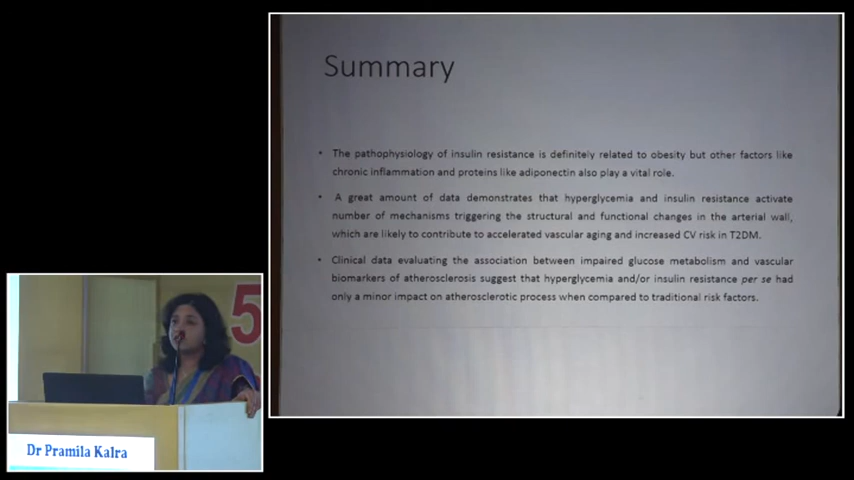 Summary
• The pathophysiology of insulin resistance is definitely related to obesity but other factors like
chronic inflammation and proteins like adiponectin also play a vital role.
• A great amount of data demonstrates that hyperglycemia and insulin resistance activate
number of mechanisms triggering the structural and functional changes in the arterial wall,
which are likely to contribute to accelerated vascular aging and increased CV risk in T2DM.
• Clinical data evaluating the association between impaired glucose metabolism and vascular
biomarkers of atherosclerosis suggest that hyperglycemia and/or insulin resistance per se had
only a minor impact on atherosclerotic process when compared to traditional risk factors.
5
Dr Pramila Kalra